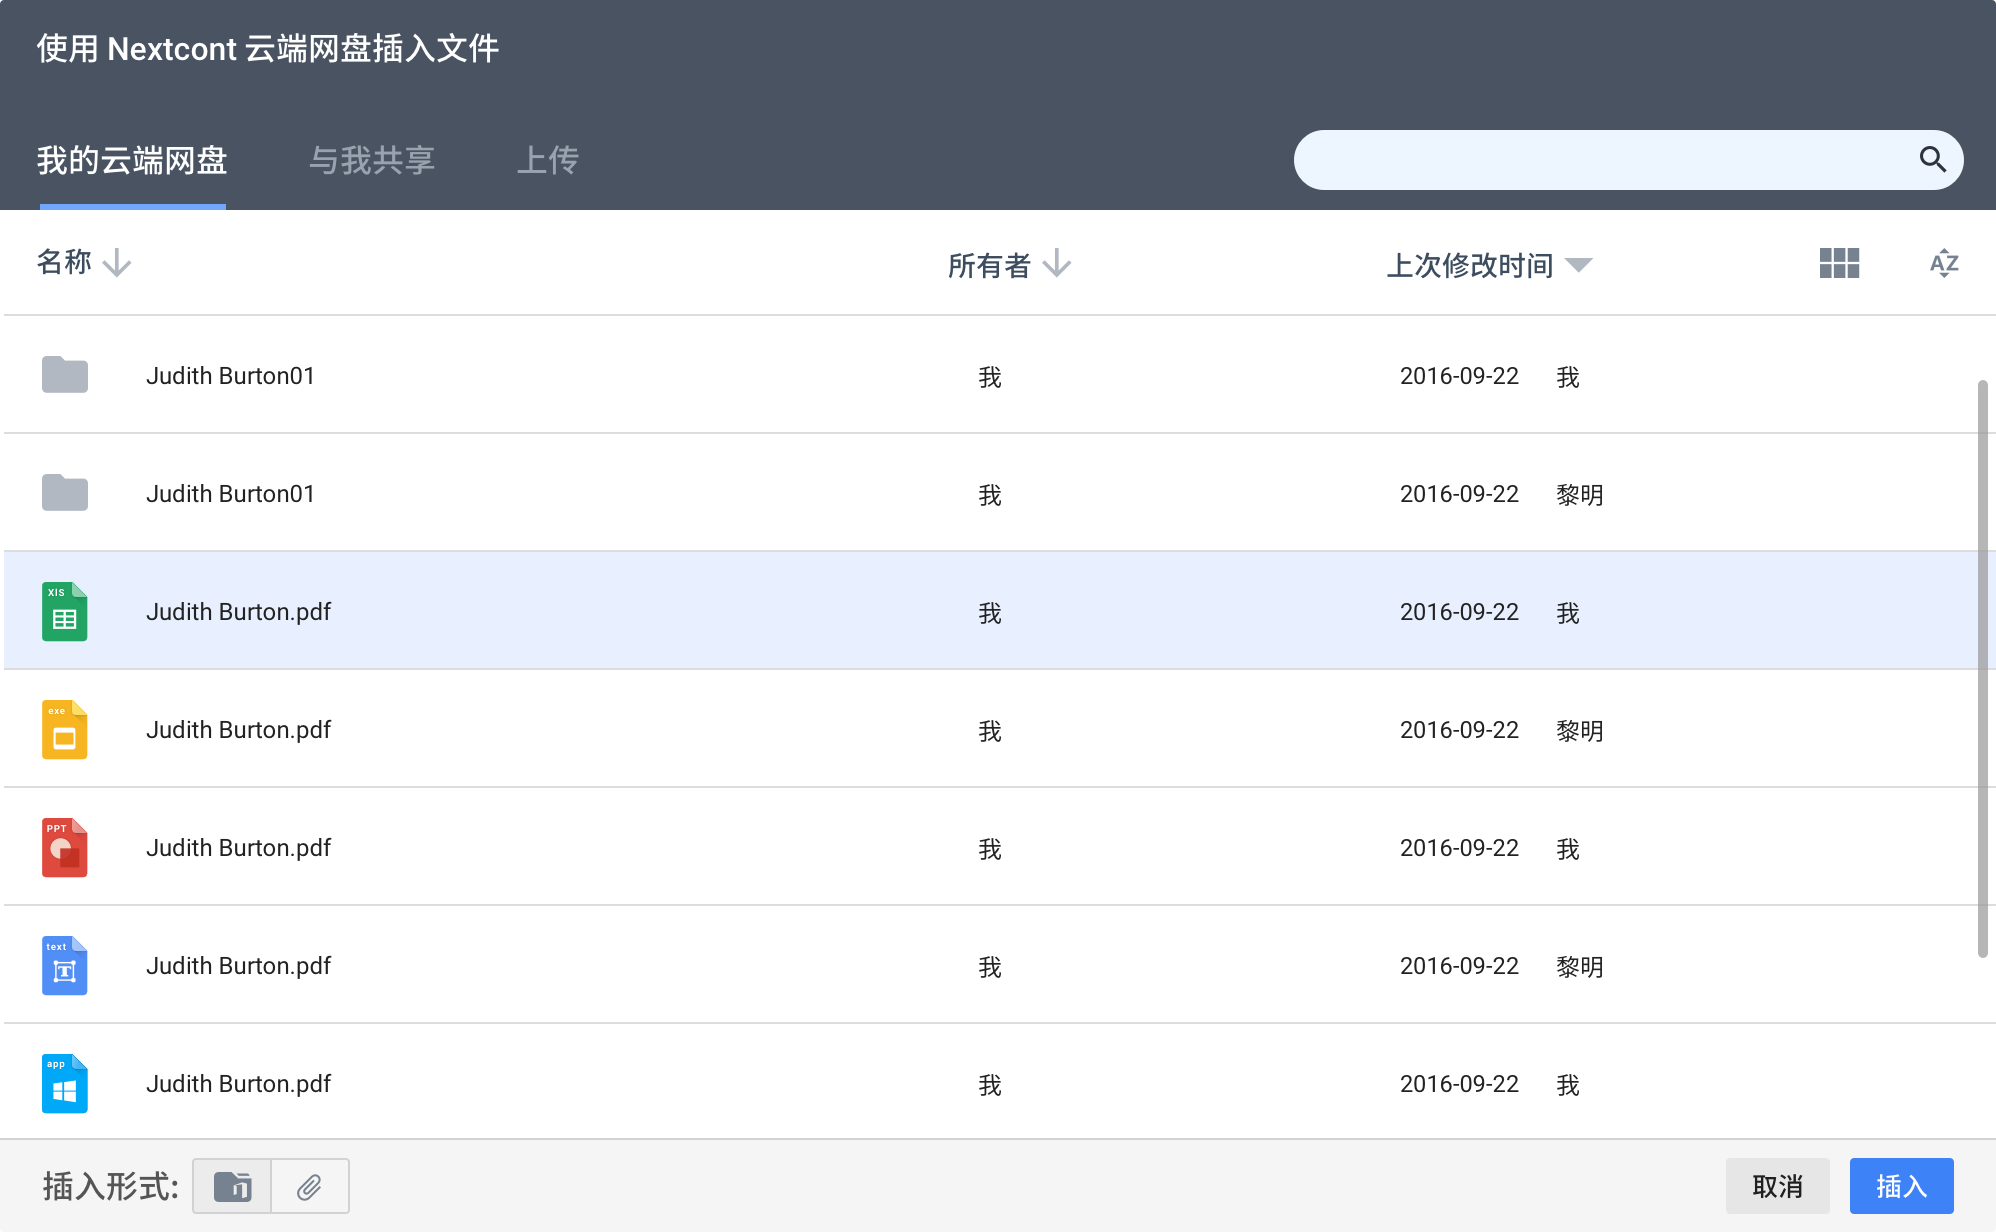 使用 Nextcont 云端网盘插入文件
我的云端网盘 与我共享 上传
名称 所有者 上次修改时间 AZ
Judith Burton01 我 2016-09-22 我
Judith Burton01 我 2016-09-22 黎明
XIS Judith Burton.pdf 我 2016-09-22 我
exe Judith Burton.pdf 我 2016-09-22 黎明
PPT Judith Burton.pdf 我 2016-09-22 我
text T Judith Burton.pdf 我 2016-09-22 黎明
app Judith Burton.pdf 我 2016-09-22 我
插入形式: 取消 插入